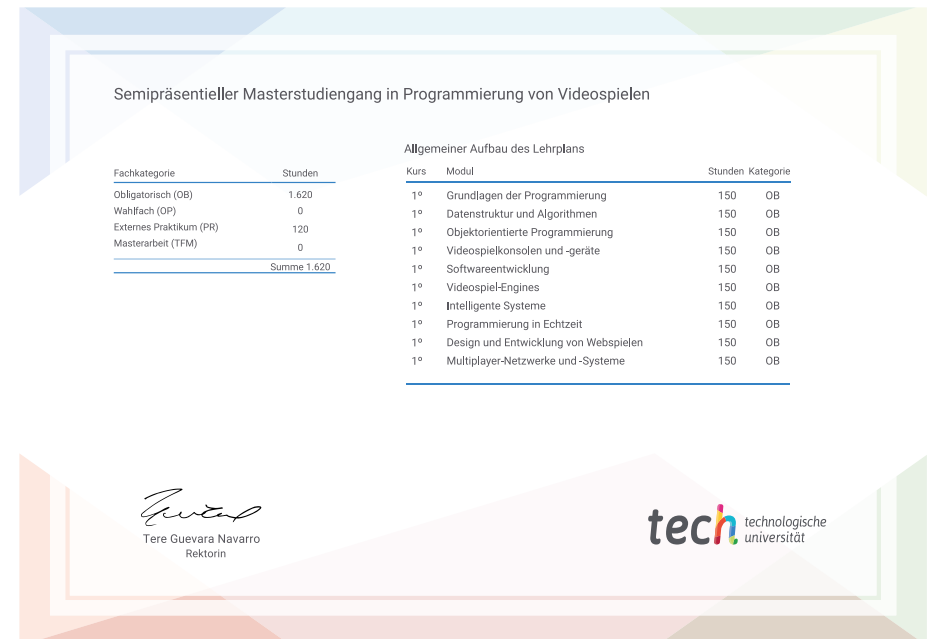 Semipräsentieller Masterstudiengang in Programmierung von Videospielen
Fachkategorie Stunden
Obligatorisch (OB) 1.620
Wahlfach (OP) 0
Externes Praktikum (PR) 120
Masterarbeit (TFM) 0
Summe 1.620
Allgemeiner Aufbau des Lehrplans
Kurs Modul Stunden Kategorie
1º Grundlagen der Programmierung 150 OB
1º Datenstruktur und Algorithmen 150 OB
1º Objektorientierte Programmierung 150 OB
1º Videospielkonsolen und -geräte 150 OB
1º Softwareentwicklung 150 OB
1º Videospiel-Engines 150 OB
1º Intelligente Systeme 150 OB
1º Programmierung in Echtzeit 150 OB
1º Design und Entwicklung von Webspielen 150 OB
1º Multiplayer-Netzwerke und -Systeme 150 OB
Tere Guevara Navarro
Rektorin
tech technologische
universität